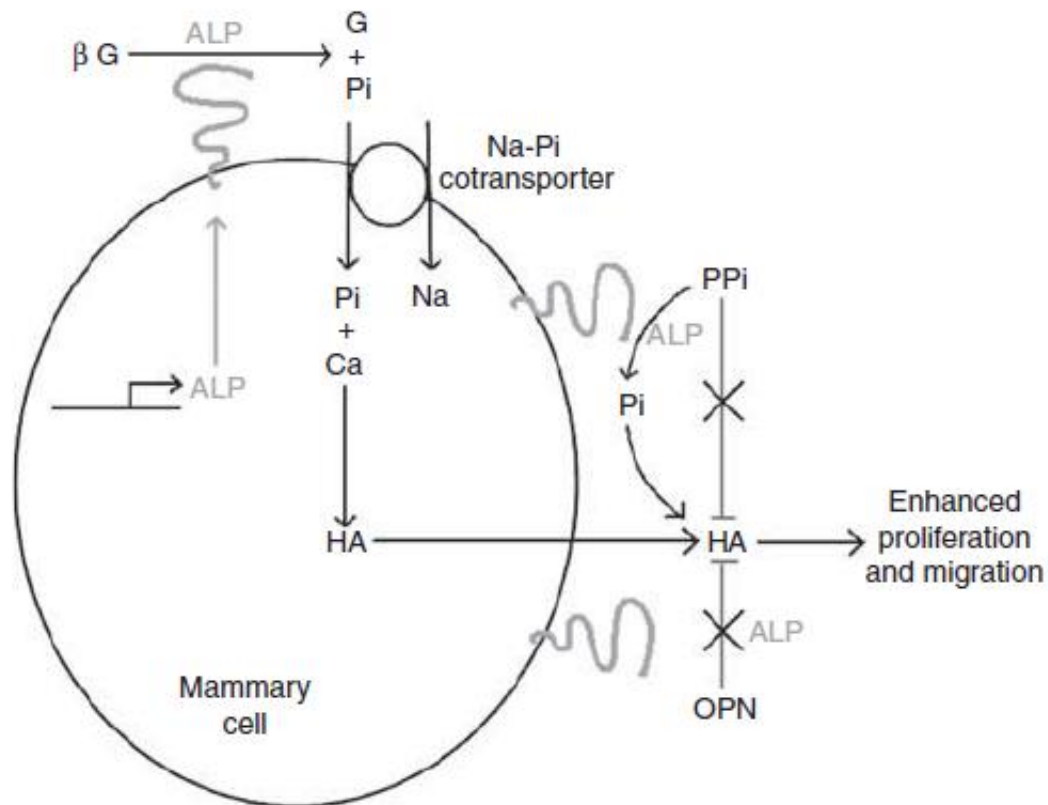 ALP
β G
G
+
Pi
Na-Pi
cotransporter
Pi
+
Ca
Na
PPi
ALP
Pi
ALP
HA
HA
Enhanced
proliferation
and migration
ALP
OPN
Mammary
cell